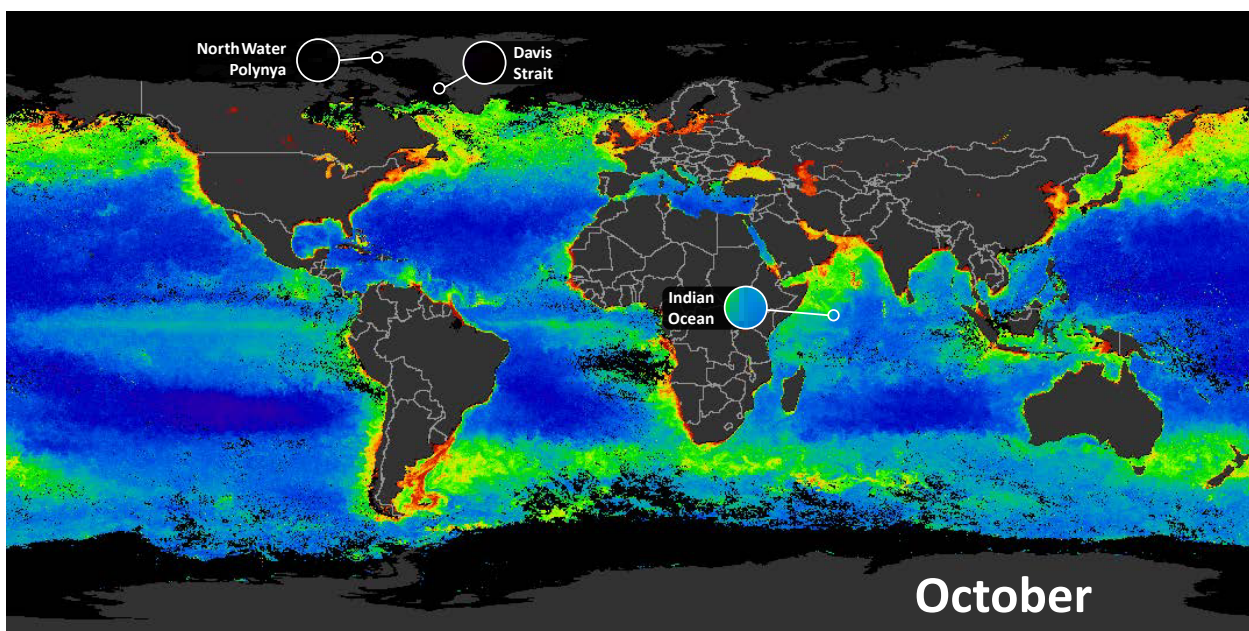 North Water
Polynya
Davis
Strait
Indian
Ocean
October